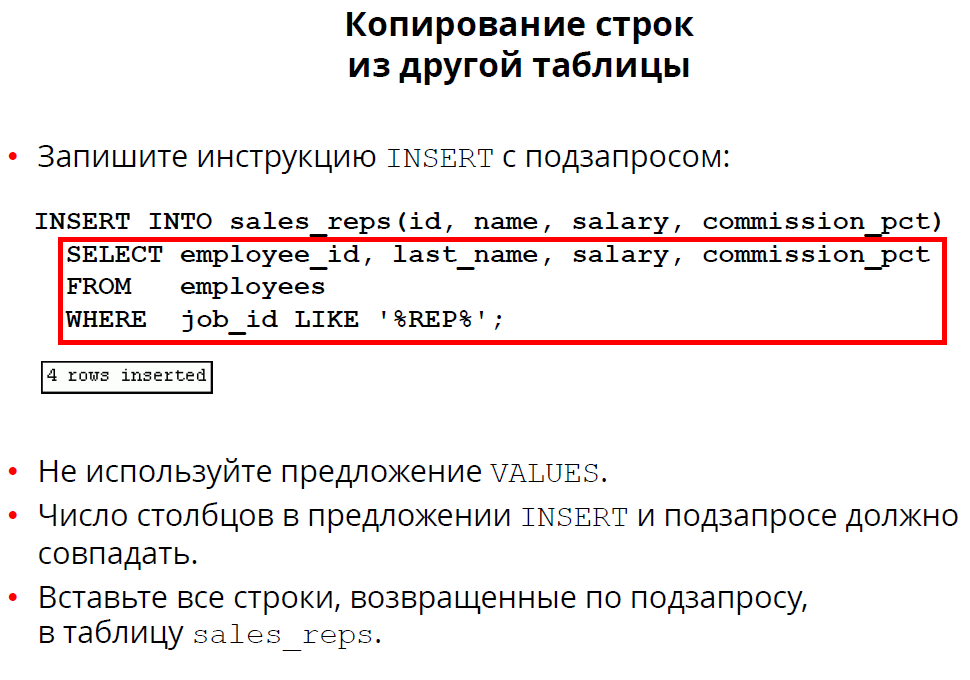 Копирование строк
из другой таблицы
• Запишите инструкцию INSERT с подзапросом:
INSERT INTO sales_reps(id, name, salary, commission_pct)
SELECT employee_id, last_name, salary, commission_pct
FROM employees
WHERE job_id LIKE '%REP%';
4 rows inserted
• Не используйте предложение VALUES.
• Число столбцов в предложении INSERT и подзапросе должно
совпадать.
• Вставьте все строки, возвращенные по подзапросу,
в таблицу sales_reps.